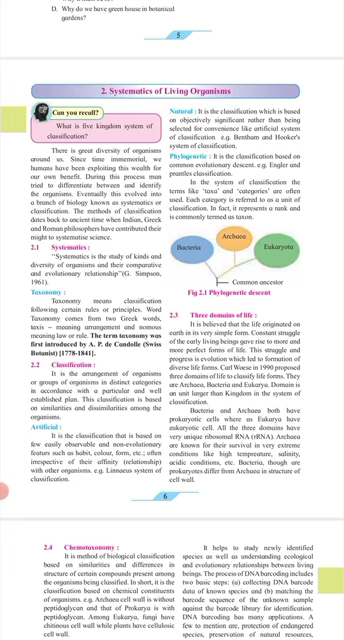 D. Why do we have green house in botanical
gardens?
5
2. Systematics of Living Organisms
Can you recall?
What is five kingdom system of
classification?
There is great diversity of organisms
around us. Since time immemorial, we
humans have been exploiting this wealth for
our own benefit. During this process man
tried to differentiate between and identify
the organisms. Eventually this evolved into
a branch of biology known as systematics or
classification. The methods of classification
dates back to ancient time when Indian, Greek
and Roman philosophers have contributed their
might to systematise science.
2.1 Systematics :
"Systematics is the study of kinds and
diversity of organisms and their comparative
and evolutionary relationship"(G. Simpson,
1961).
Taxonomy :
Taxonomy means classification
following certain rules or principles. Word
Taxonomy comes from two Greek words,
taxis – meaning arrangement and nomous
meaning law or rule. The term taxonomy was
first introduced by A. P. de Candolle (Swiss
Botanist) [1778-1841].
2.2 Classification :
It is the arrangement of organisms
or groups of organisms in distinct categories
in accordance with a particular and well
established plan. This classification is based
on similarities and dissimilarities among the
organisms.
Artificial :
It is the classification that is based on
few easily observable and non-evolutionary
featurs such as habit, colour, form, etc.; often
irrespective of their affinity (relationship)
with other organisms. e.g. Linnaeus system of
classification.
Natural : It is the classification which is based
on objectively significant rather than being
selected for convenience like artificial system
of classification e.g. Bentham and Hooker's
system of classification.
Phylogenetic : It is the classification based on
common evolutionary descent. e.g. Engler and
prantles classification.
In the system of classification the
terms like 'taxa' and 'categories' are often
used. Each category is referred to as a unit of
classification. In fact, it represents a rank and
is commonly termed as taxon.
Bacteria
Archaea
Eukaryota
Common ancestor
Fig 2.1 Phylogenetic descent
2.3 Three domains of life :
It is believed that the life originated on
earth in its very simple form. Constant struggle
of the early living beings gave rise to more and
more perfect forms of life. This struggle and
progress is evolution which led to formation of
diverse life forms. Carl Woese in 1990 proposed
three domains of life to classify life forms. They
are Archaea, Bacteria and Eukarya. Domain is
an unit larger than Kingdom in the system of
classification.
Bacteria and Archaea both have
prokaryotic cells where as Eukarya have
eukaryotic cell. All the three domains have
very unique ribosomal RNA (rRNA). Archaea
are known for their survival in very extreme
conditions like high tempreature, salinity,
acidic conditions, etc. Bacteria, though are
prokaryotes differ from Archaea in structure of
cell wall.
6
2.4 Chemotaxonomy :
It is method of biological classification
based on similarities and differences in
structure of certain compounds present among
the organisms being classified. In short, it is the
classification based on chemical constituents
of organisms. e.g. Archaea cell wall is without
peptidoglycan and that of Prokarya is with
peptiglycan. Among Eukarya, fungi have
chitinous cell wall while plants have cellulosic
cell wall.
It helps to study newly identified
species as well as understanding ecological
and evolutionary relationships between living
beings. The process of DNA barcoding includes
two basic steps: (a) collecting DNA barcode
data of known species and (b) matching the
barcode sequence of the unknown sample
against the barcode library for identification.
DNA barcoding has many applications. A
few to mention are, protection of endangered
species, preservation of natural resources,